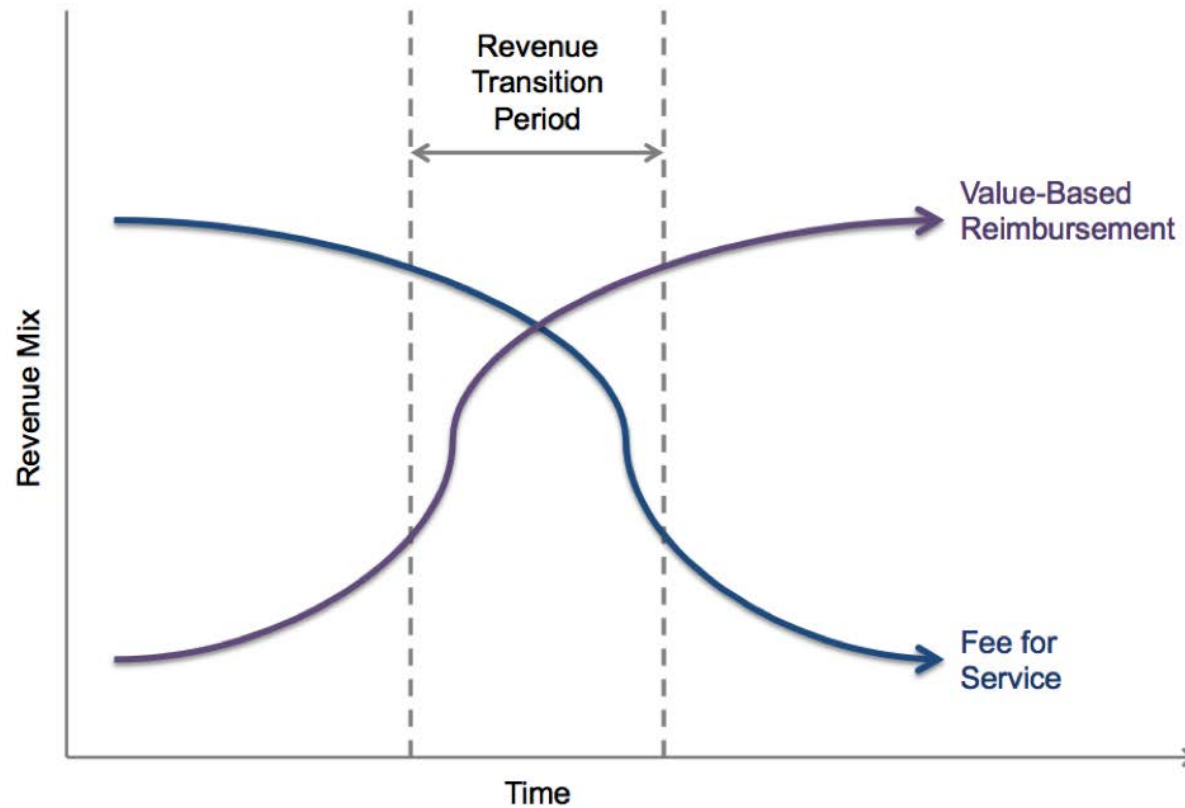 Revenue
Transition
Period
Value-Based
Reimbursement
Revenue Mix
Fee for
Service
Time